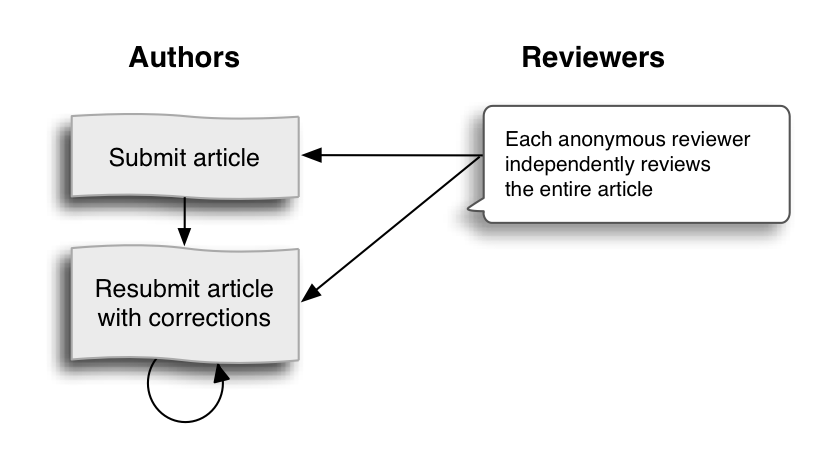 Authors
Reviewers
Submit article
Each anonymous reviewer
independently reviews
the entire article
Resubmit article
with corrections